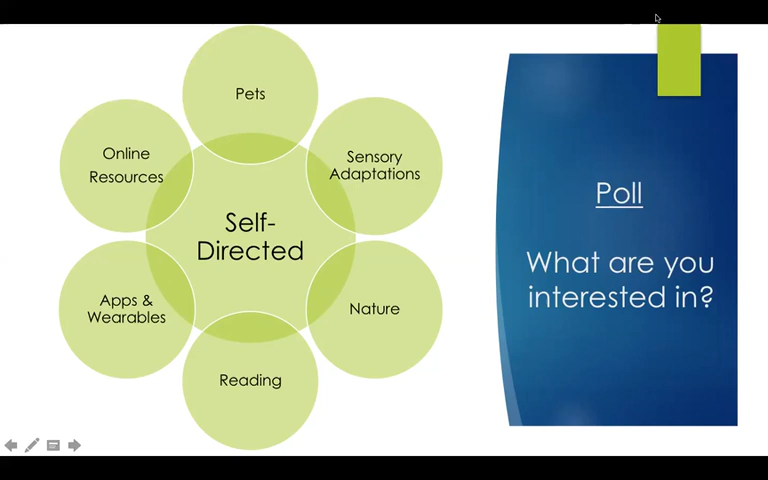 Pets
Sensory
Adaptations
Nature
Reading
Apps &
Wearables
Online
Resources
Self-
Directed
Poll
What are you
interested in?